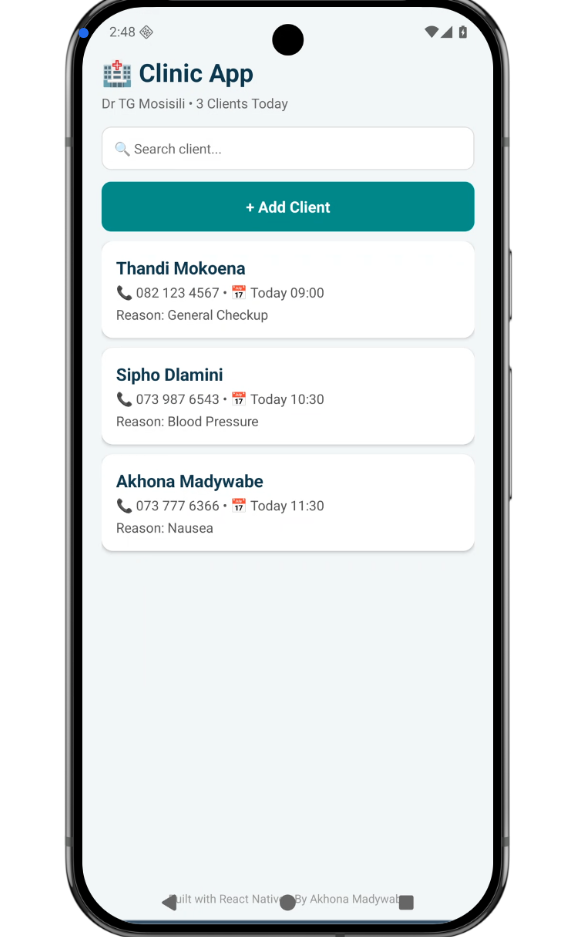 2:48
🏥 Clinic App
Dr TG Mosisili • 3 Clients Today
🔍 Search client...
+ Add Client
Thandi Mokoena
📞 082 123 4567 • 📅 Today 09:00
Reason: General Checkup
Sipho Dlamini
📞 073 987 6543 • 📅 Today 10:30
Reason: Blood Pressure
Akhona Madywabe
📞 073 777 6366 • 📅 Today 11:30
Reason: Nausea
with React By Akhona